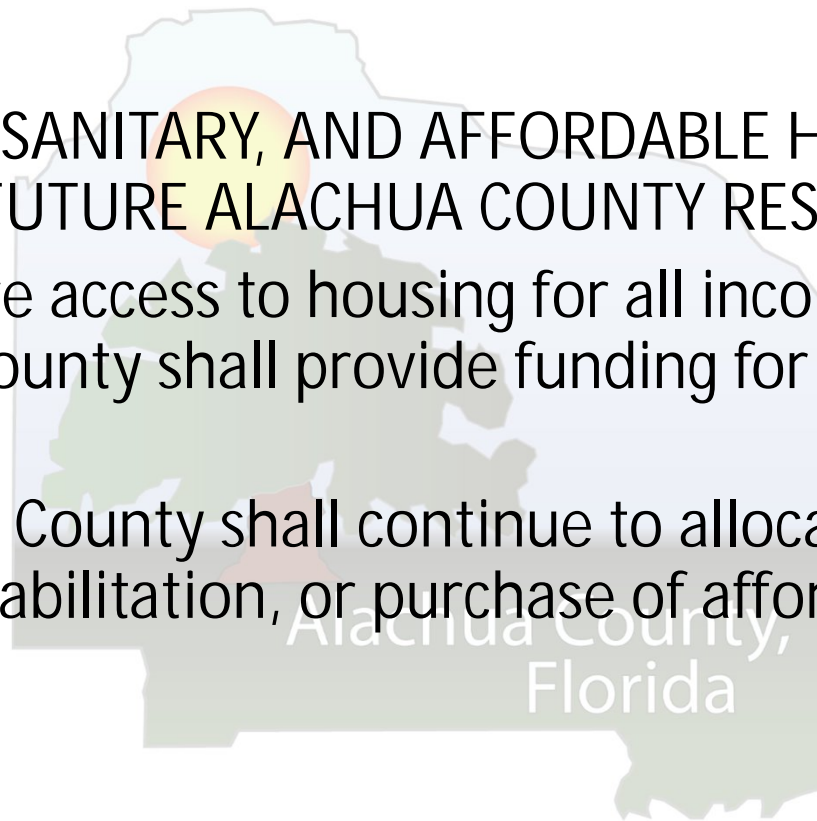 SANITARY, AND AFFORDABLE H
FUTURE ALACHUA COUNTY RES
e access to housing for all inco
ounty shall provide funding for
County shall continue to alloca
abilitation, or purchase of affor
Alachua County,
Florida